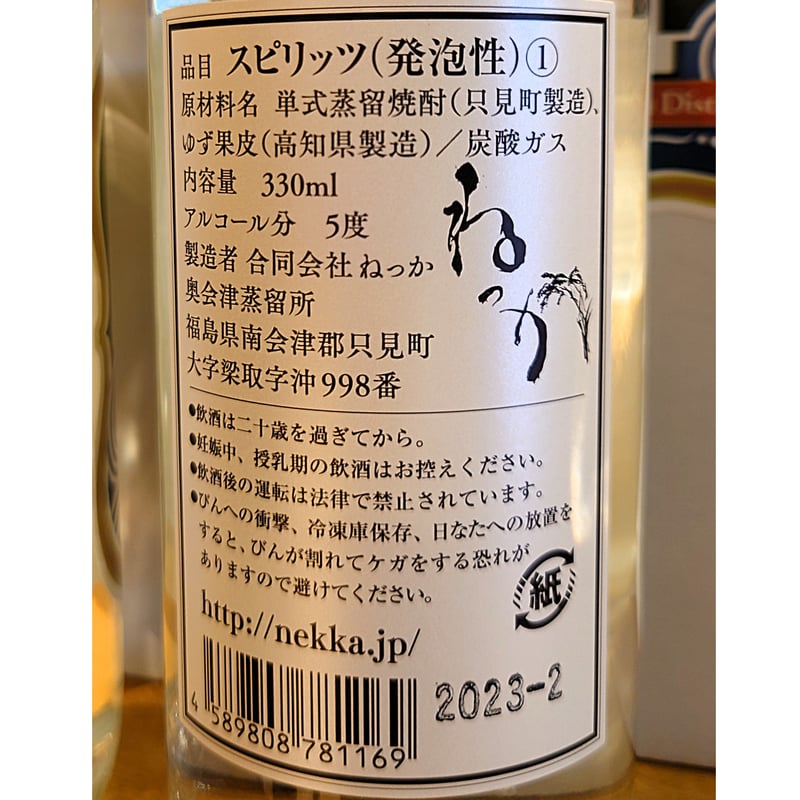 品目 スピリッツ(発泡性)①
原材料名 単式蒸留焼酎(只見町製造)、
ゆず果皮(高知県製造)／炭酸ガス
内容量 330ml
アルコール分 5度
製造者 合同会社 ねっか
奥会津蒸留所
福島県南会津郡只見町
大字梁取字沖998番
ねっか
●飲酒は二十歳を過ぎてから。
●妊娠中、授乳期の飲酒はお控えください。
●飲酒後の運転は法律で禁止されています。
●びんへの衝撃、冷凍庫保存、日なたへの放置を
すると、びんが割れてケガをする恐れが
ありますので避けてください。
紙
http://nekka.jp/
2023-2
4 589808 781169
Dist